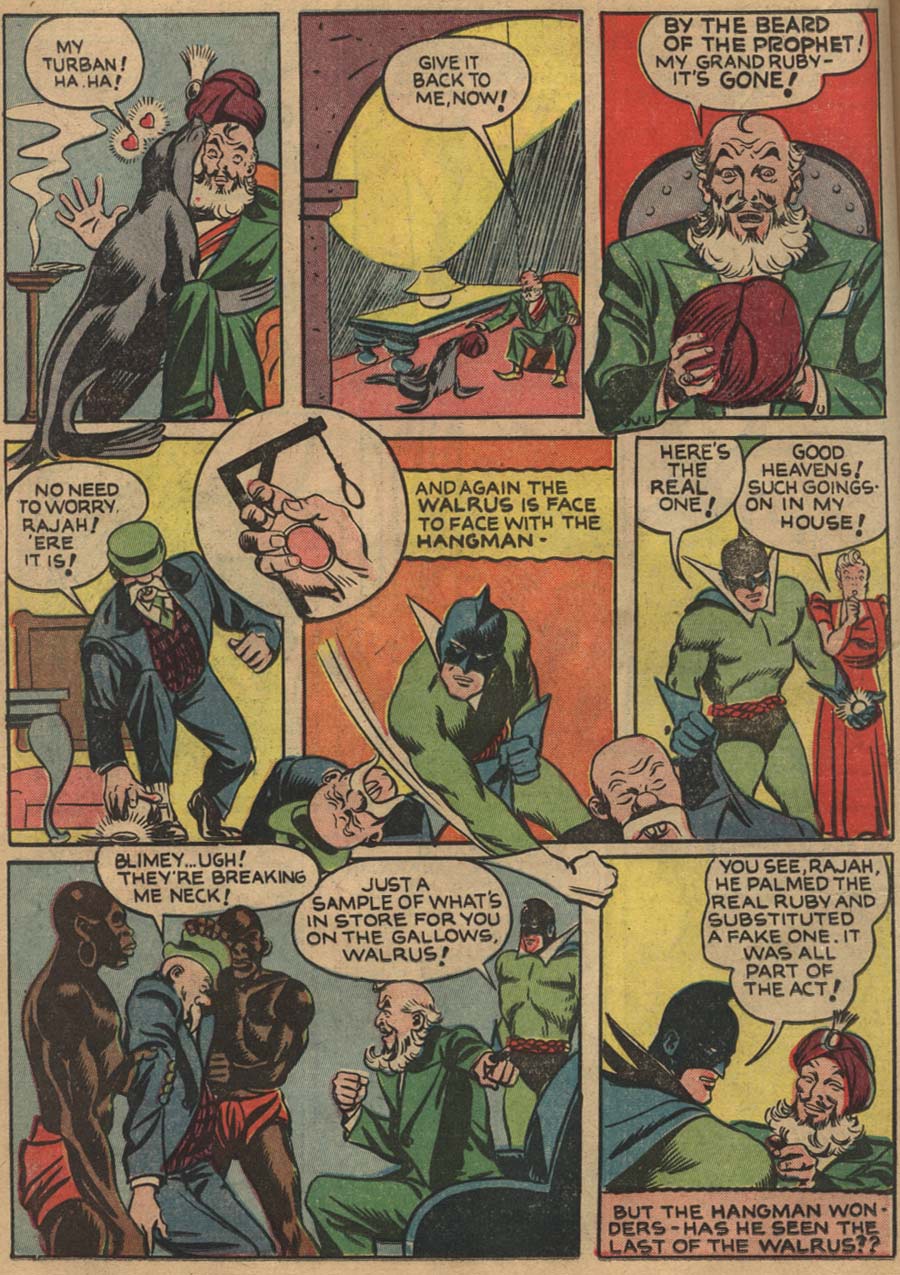 MY
TURBAN!
HA.HA!
GIVE IT
BACK TO
ME, NOW!
BY THE BEARD
OF THE PROPHET!
MY GRAND RUBY-
IT'S GONE!
NO NEED
TO WORRY,
RAJAH!
'ERE
IT IS!
AND AGAIN THE
WALRUS IS FACE
TO FACE WITH THE
HANGMAN-
HERE'S
THE
REAL
ONE!
GOOD
HEAVENS!
SUCH GOINGS-
ON IN MY
HOUSE!
BLIMEY...UGH!
THEY'RE BREAKING
ME NECK!
JUST A
SAMPLE OF WHAT'S
IN STORE FOR YOU
ON THE GALLOWS,
WALRUS!
YOU SEE, RAJAH,
HE PALMED THE
REAL RUBY AND
SUBSTITUTED
A FAKE ONE. IT
WAS ALL
PART OF
THE ACT!
BUT THE HANGMAN WON-
DERS-HAS HE SEEN THE
LAST OF THE WALRUS??